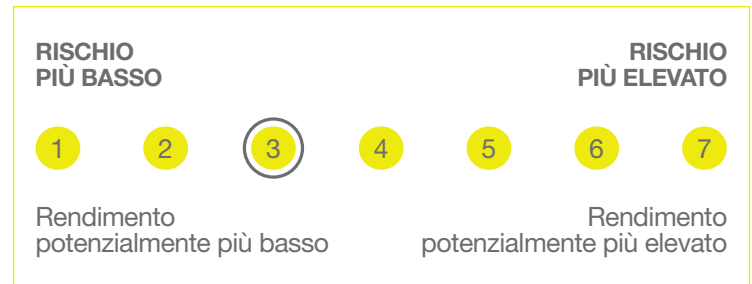 RISCHIO
PIÙ BASSO
RISCHIO
PIÙ ELEVATO
1 2 3 4 5 6 7
Rendimento
potenzialmente più basso
Rendimento
potenzialmente più elevato